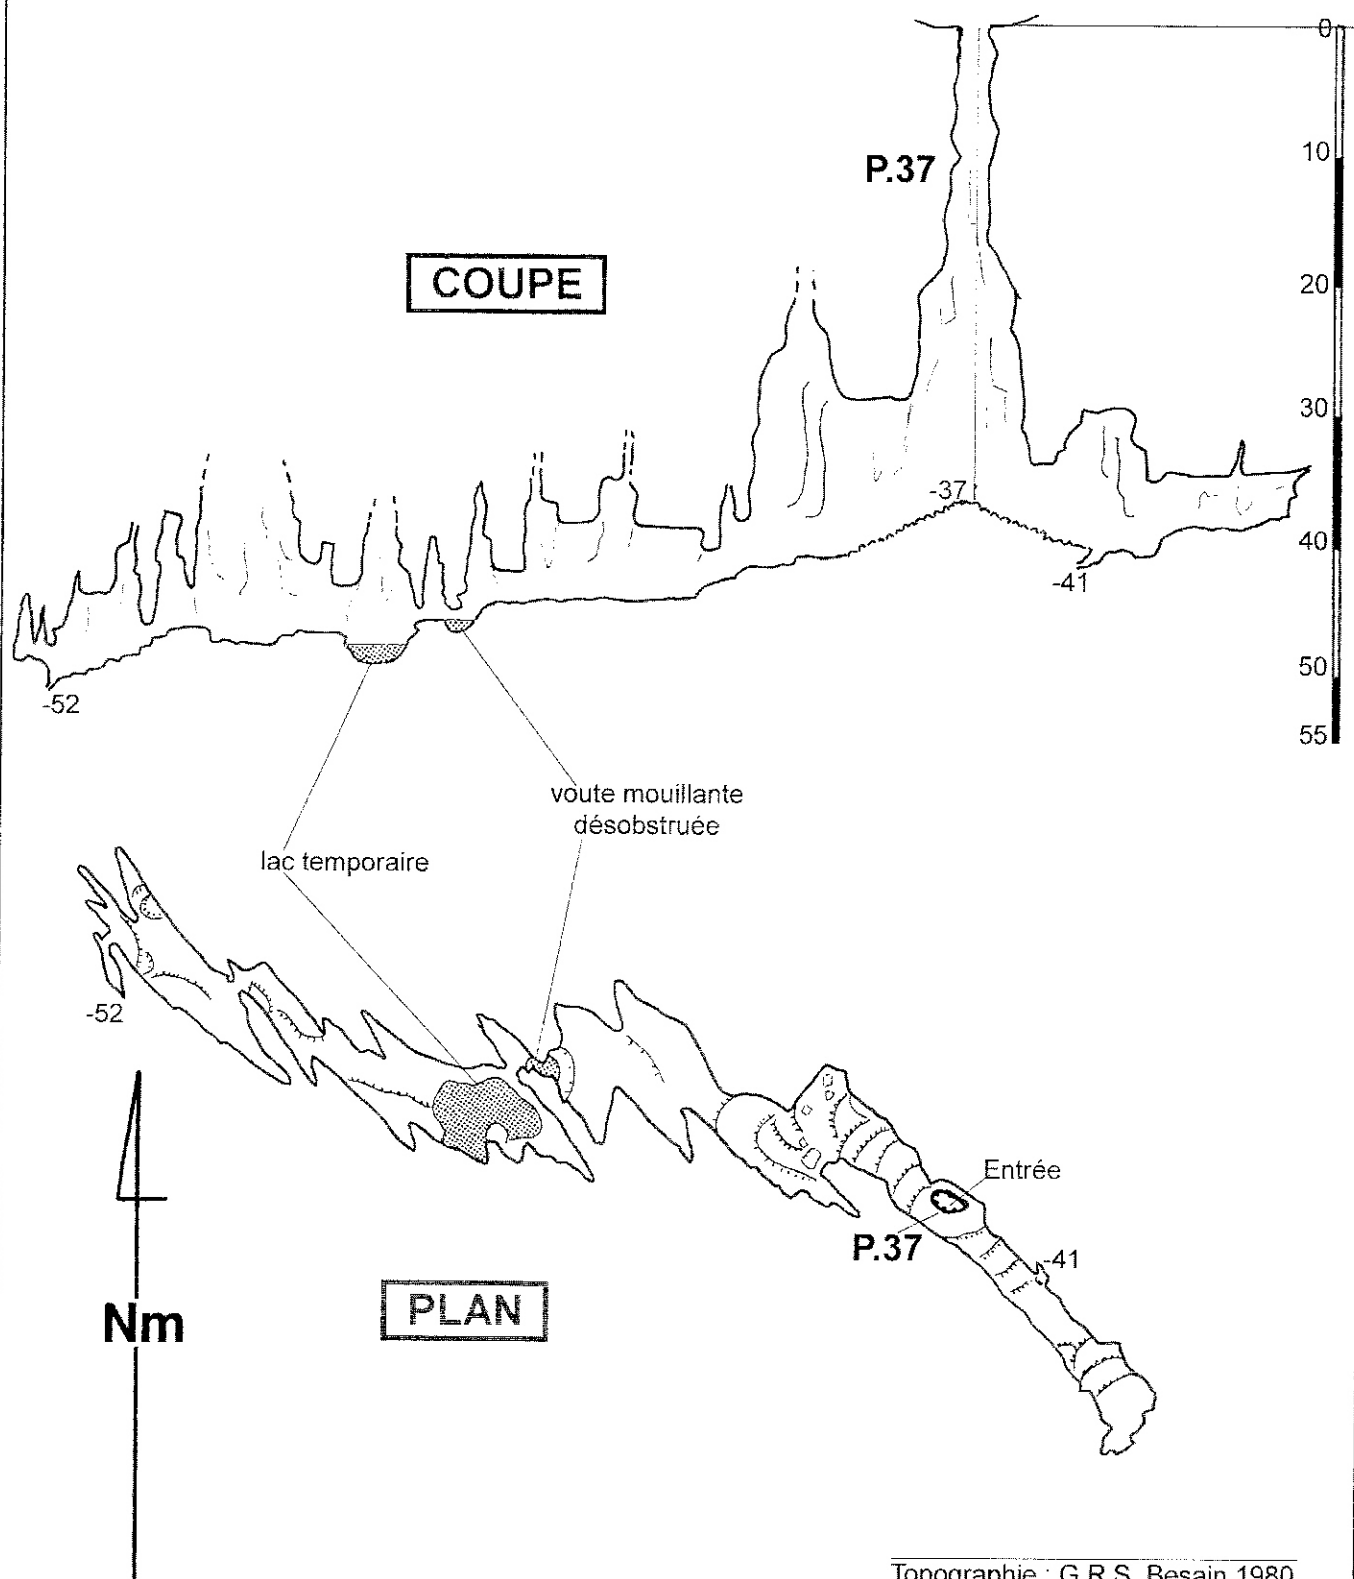 0
10
P.37
COUPE
20
30
-37
40
-41
50
-52
55
voute mouillante
désobstruée
lac temporaire
-52
Entrée
P.37
-41
PLAN
Nm
Topographie : G.R.S. Besain 1980